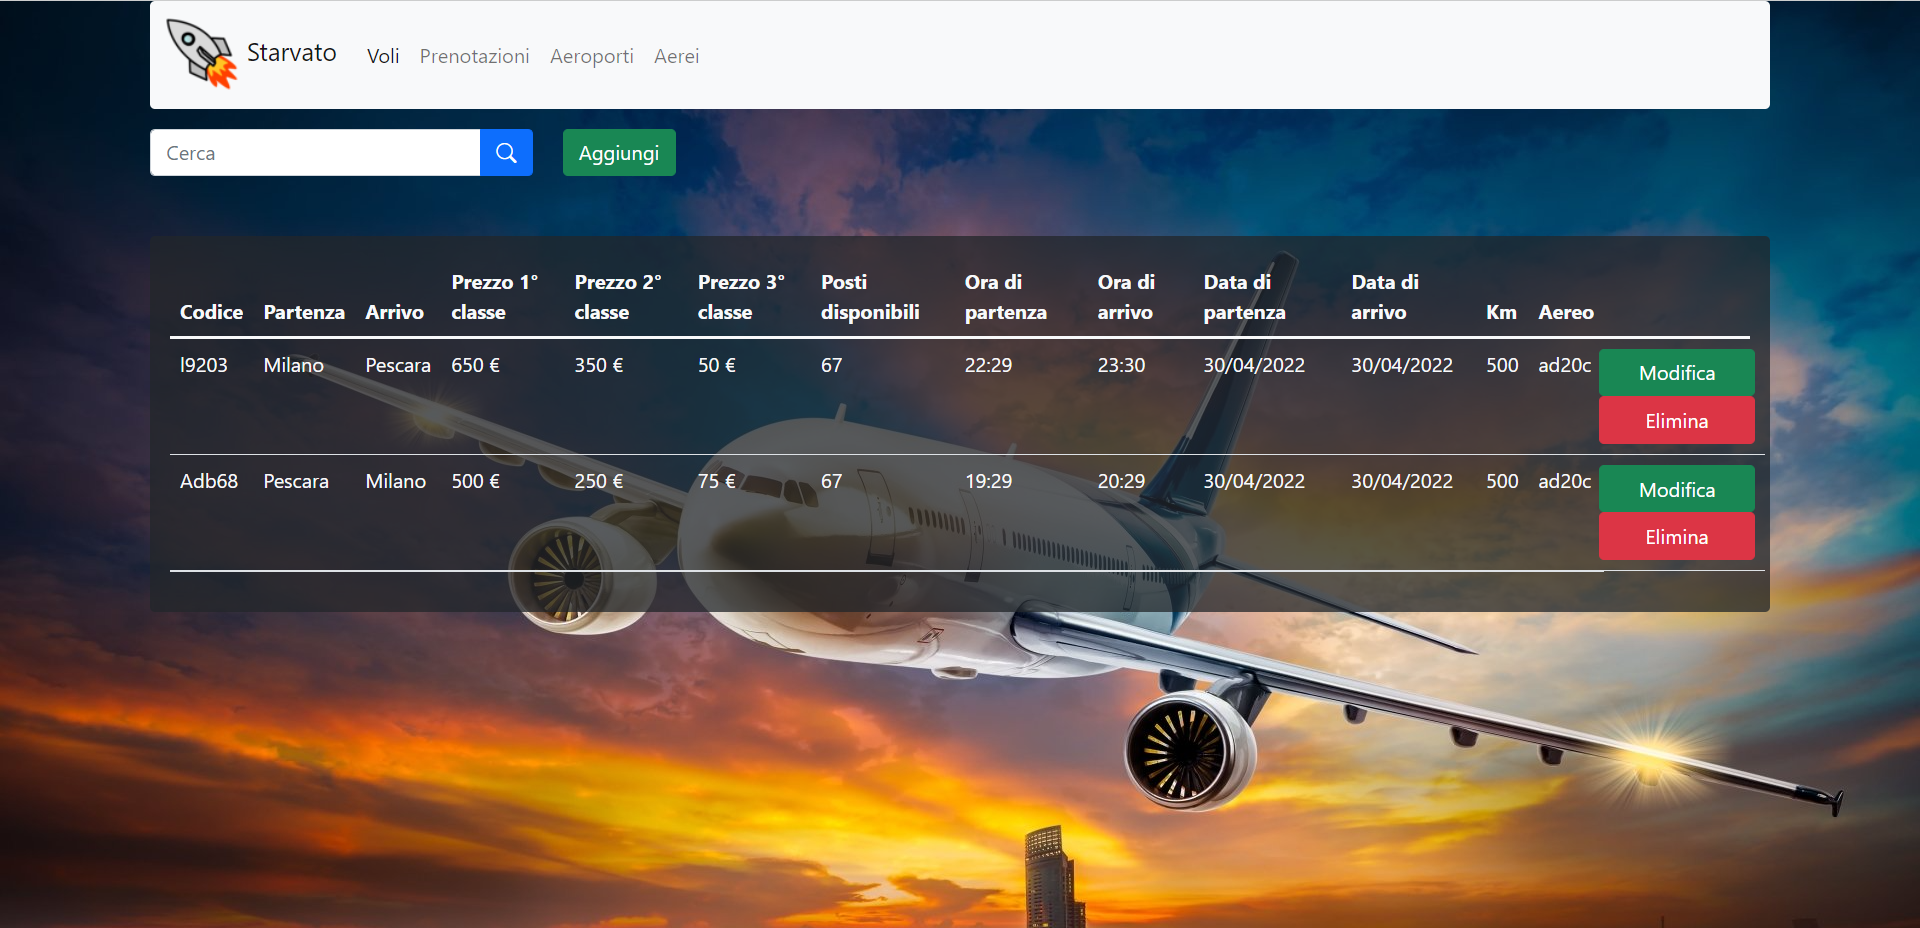 Starvato Voli Prenotazioni Aeroporti Aerei
Cerca Aggiungi
Codice Partenza Arrivo Prezzo 1° classe Prezzo 2° classe Prezzo 3° classe Posti disponibili Ora di partenza Ora di arrivo Data di partenza Data di arrivo Km Aereo
l9203 Milano Pescara 650 € 350 € 50 € 67 22:29 23:30 30/04/2022 30/04/2022 500 ad20c Modifica
Elimina
Adb68 Pescara Milano 500 € 250 € 75 € 67 19:29 20:29 30/04/2022 30/04/2022 500 ad20c Modifica
Elimina